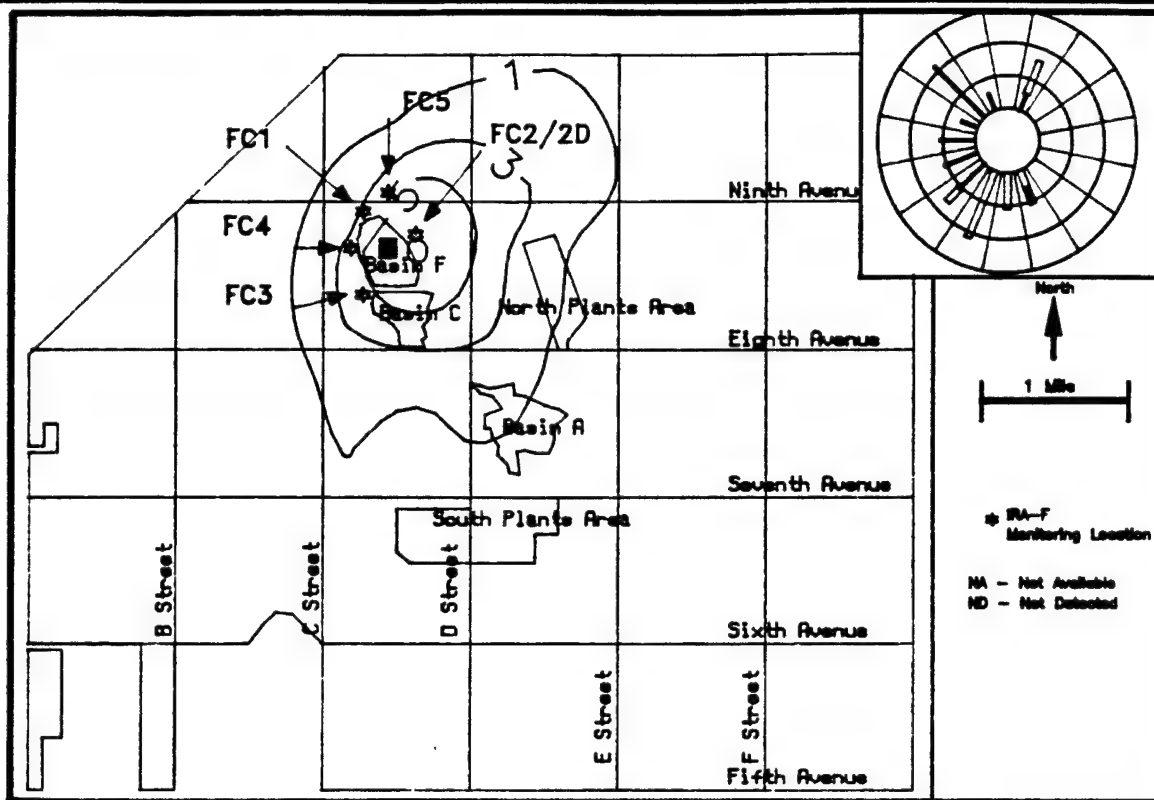 1
FC5
FC1
FC2/2D
3
Ninth Avenue
FC4
Basin F
North
FC3
Basin C
North Plants Area
Eighth Avenue
1 Mile
Basin A
Seventh Avenue
South Plants Area
* IRA-F
Monitoring Location
NA - Not Available
ND - Not Detected
B Street
C Street
D Street
Sixth Avenue
E Street
F Street
Fifth Avenue